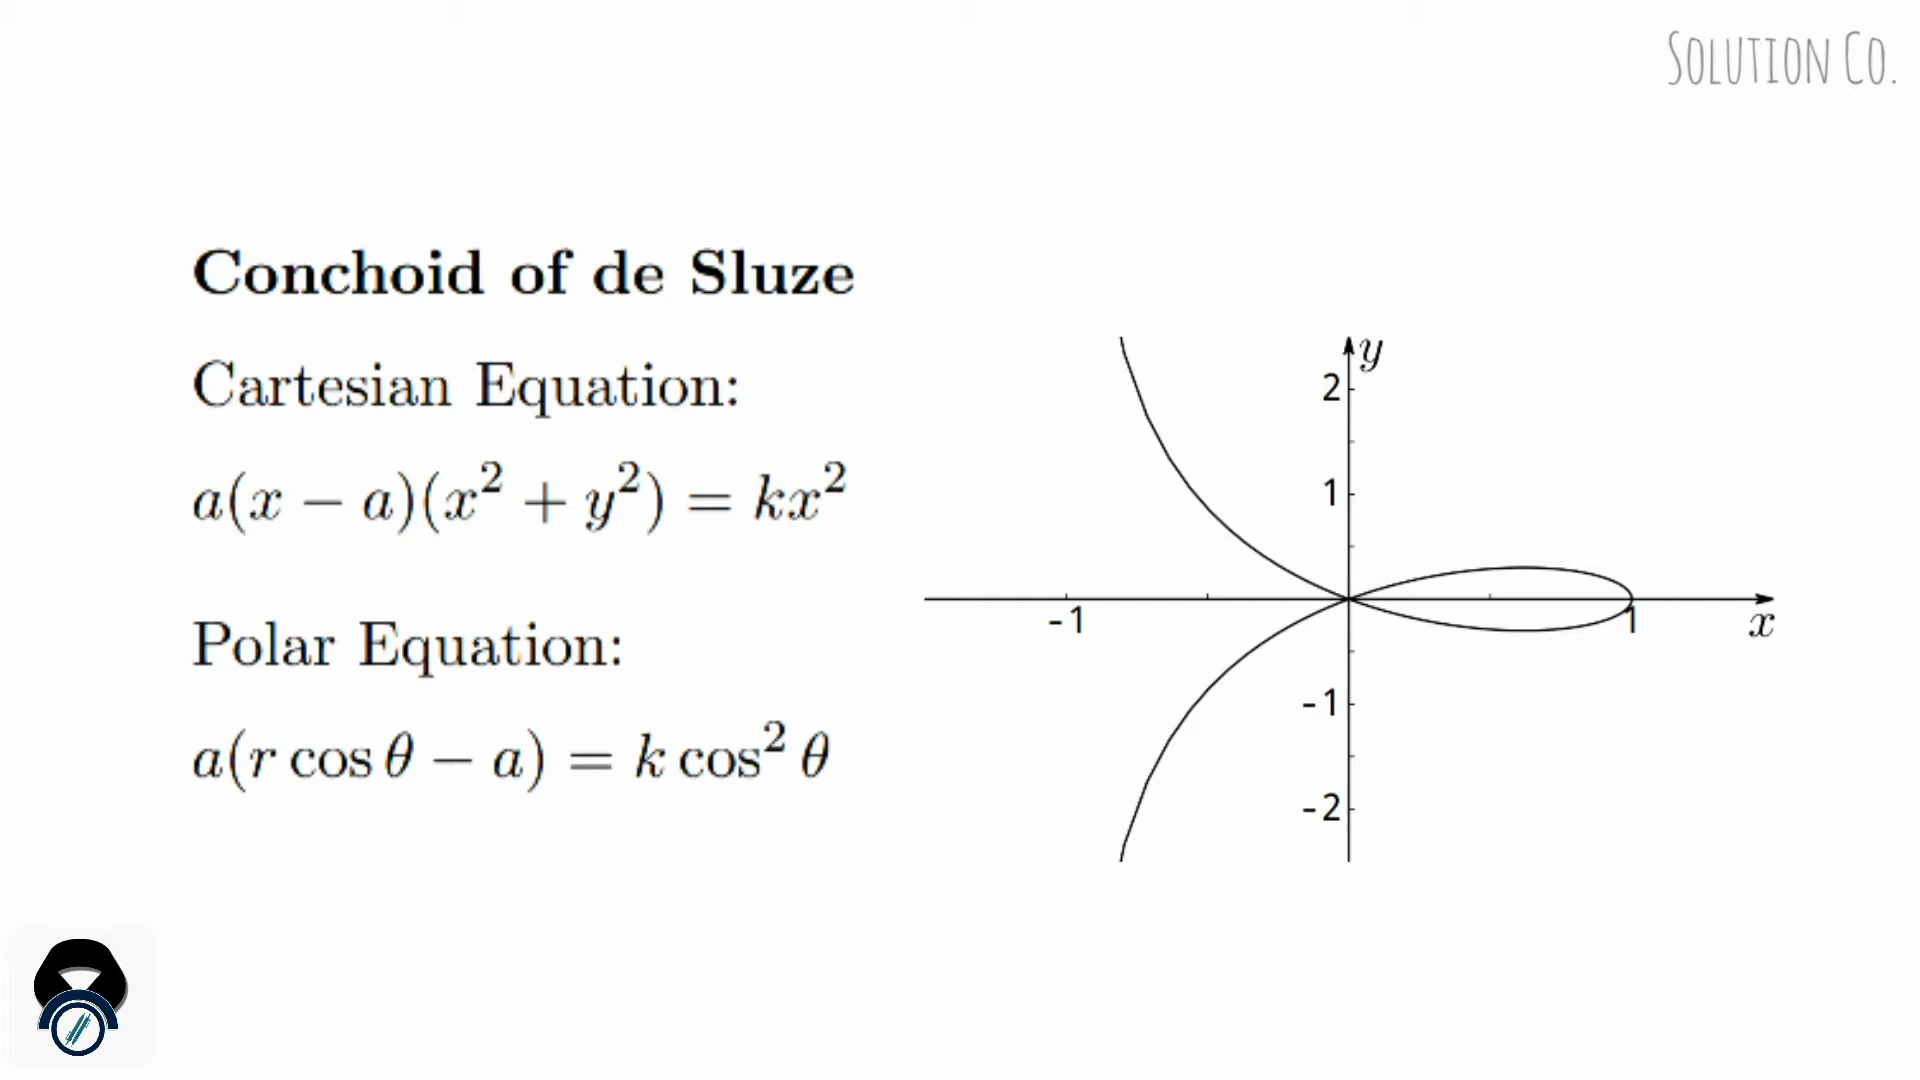 SOLUTION CO.
Conchoid of de Sluze
Cartesian Equation:
a(x − a)(x² + y²) = kx²
Polar Equation:
a(r cos θ − a) = k cos² θ
y
2
1
-1
1
x
-1
-2